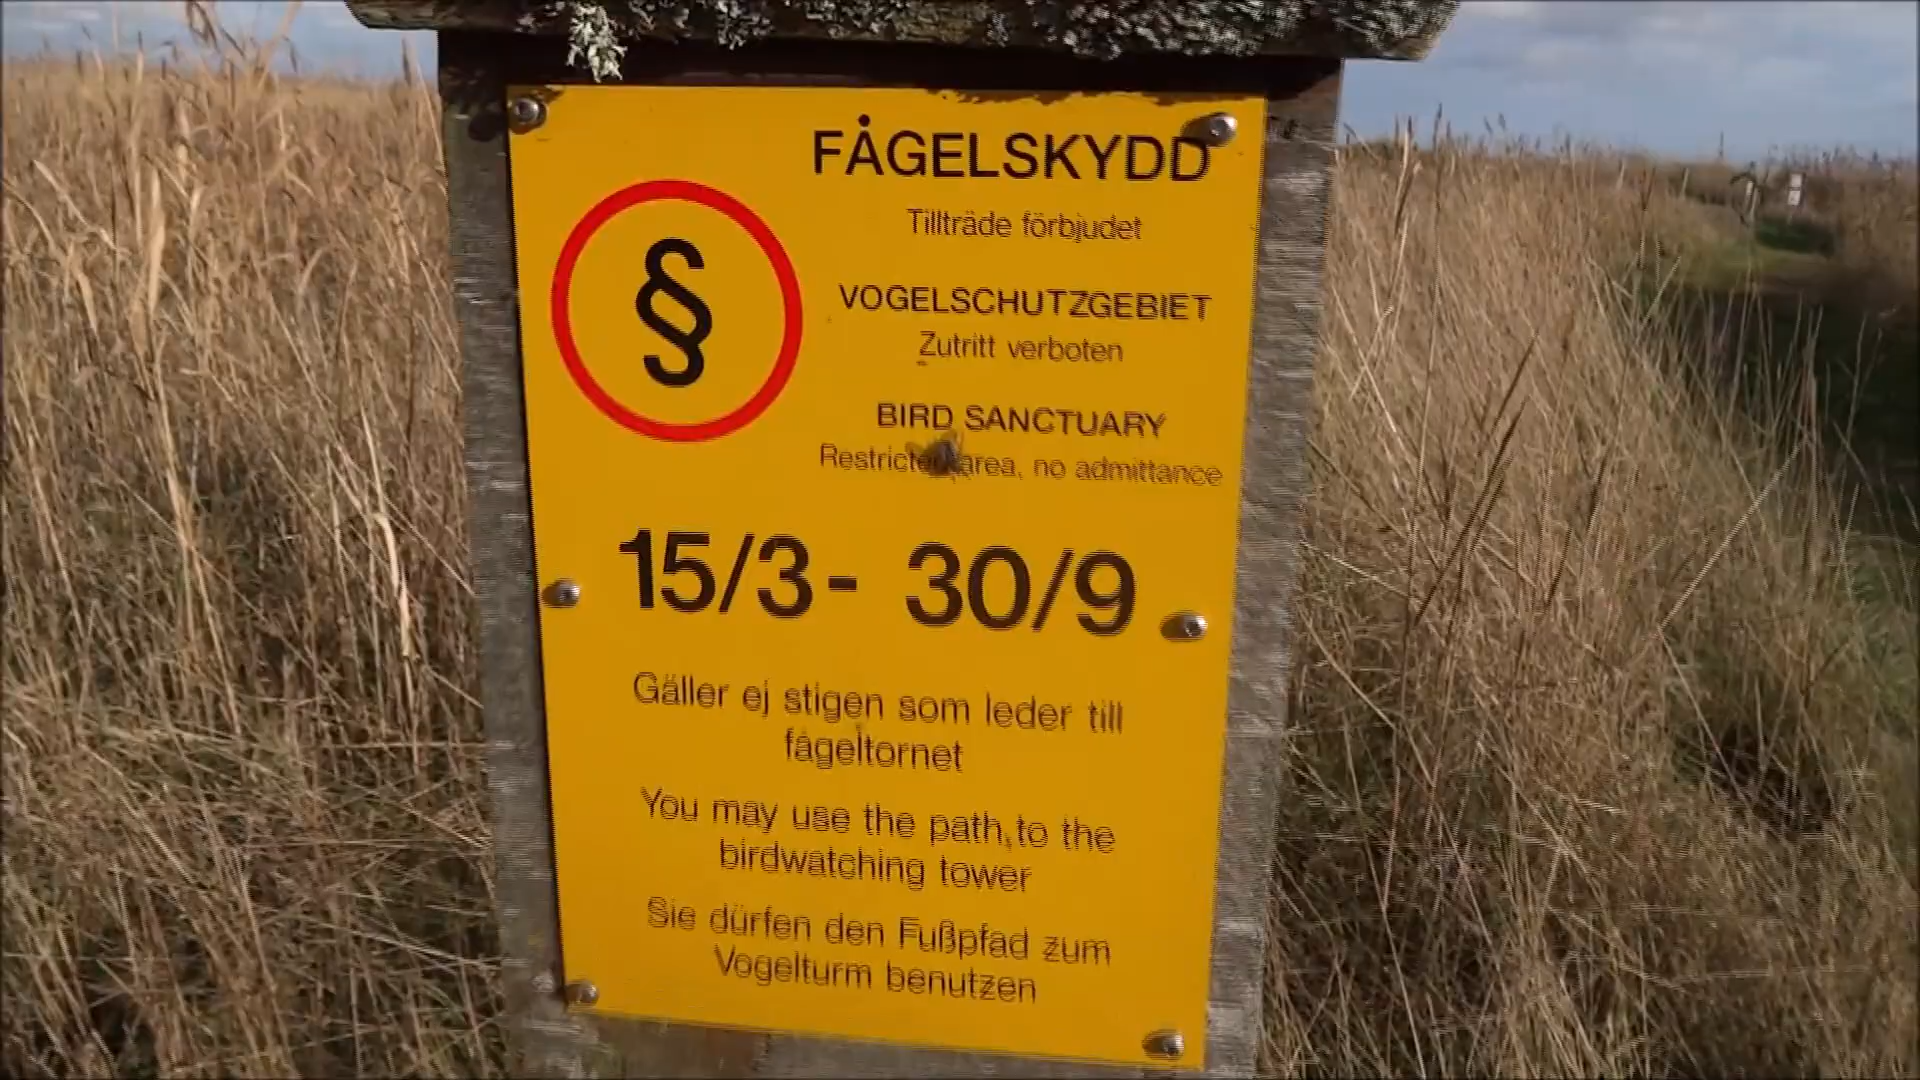 FÅGELSKYDD
Tillträde förbjudet
§
VOGELSCHUTZGEBIET
Zutritt verboten
BIRD SANCTUARY
Restricted area, no admittance
15/3- 30/9
Gäller ej stigen som leder till
fågeltornet
You may use the path to the
birdwatching tower
Sie dürfen den Fußpfad zum
Vogelturm benutzen